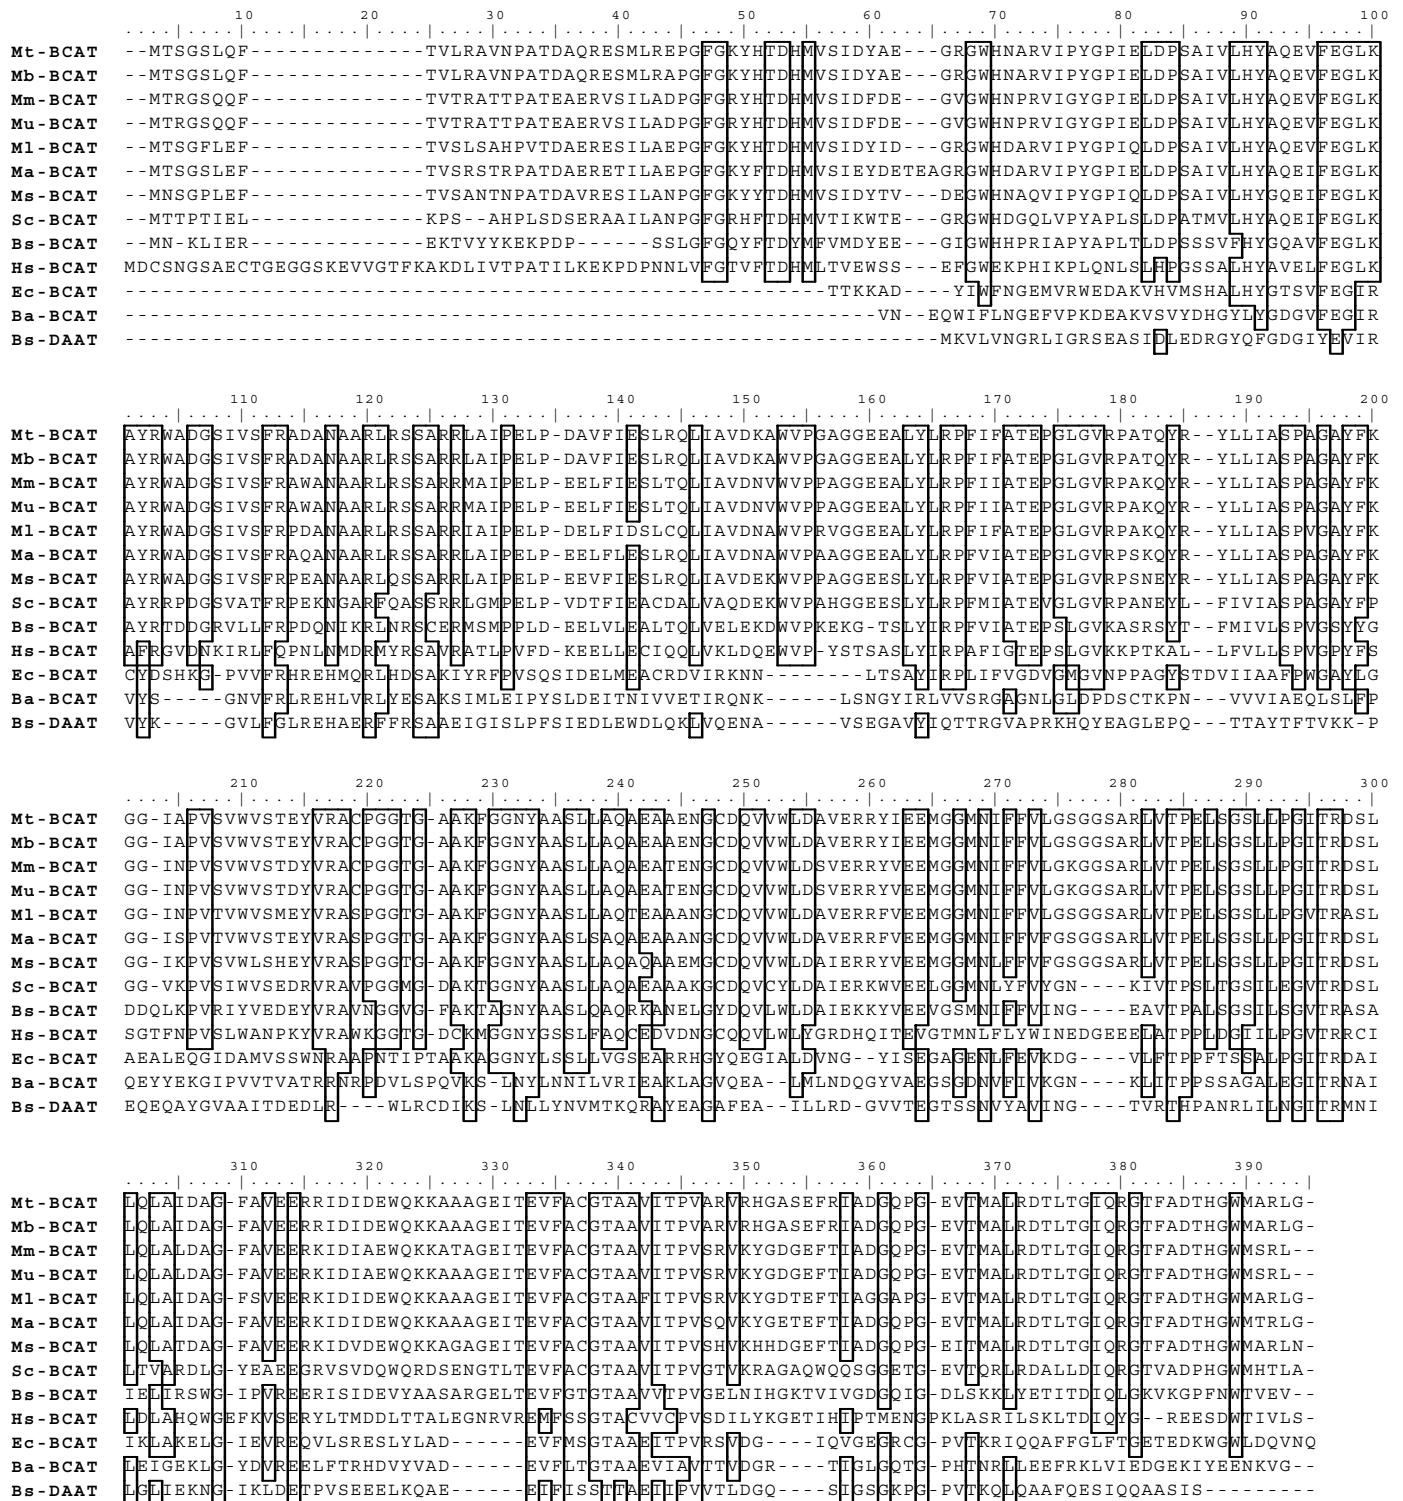 10 20 30 40 50 60 70 80 90 100
Mt-BCAT --MTSGSLQF--------------TVLRAVNPATDAQRESMLREPGFGKYHTDHMVSIDYAE---GRGWHNARVIPYGPIELDPSAIVLHYAQEVFEGLK
Mb-BCAT --MTSGSLQF--------------TVLRAVNPATDAQRESMLRAPGFGKYHTDHMVSIDYAE---GRGWHNARVIPYGPIELDPSAIVLHYAQEVFEGLK
Mm-BCAT --MTRGSQQF--------------TVTRATTPATEAERVSILADPGFGRYHTDHMVSIDFDE---GVGWHNPRVIGYGPIELDPSAIVLHYAQEVFEGLK
Mu-BCAT --MTRGSQQF--------------TVTRATTPATEAERVSILADPGFGRYHTDHMVSIDFDE---GVGWHNPRVIGYGPIELDPSAIVLHYAQEVFEGLK
Ml-BCAT --MTSGFLEF--------------TVSLSAHPVTDAERESILAEPGFGKYHTDHMVSIDYID---GRGWHDARVIPYGPIQLDPSAIVLHYAQEVFEGLK
Ma-BCAT --MTSGSLEF--------------TVSRSTRPATDAERETILAEPGFGKYFTDHMVSIEYDETEAGRGWHDARVIPYGPIELDPSAIVLHYAQEIFEGLK
Ms-BCAT --MNSGPLEF--------------TVSANTNPATDAVRESILANPGFGKYYTDHMVSIDYTV---DEGWHNAQVIPYGPIQLDPSAIVLHYGQEIFEGLK
Sc-BCAT --MTTPTIEL--------------KPS--AHPLSDSERAAILANPGFGRHFTDHMVTIKWTE---GRGWHDGQLVPYAPLSLDPATMVLHYAQEIFEGLK
Bs-BCAT --MN-KLIER--------------EKTVYYKEKPDP------SSLGFGQYFTDYMFVMDYEE---GIGWHHPRIAPYAPLTLDPSSSVFHYGQAVFEGLK
Hs-BCAT MDCSNGSAECTGEGGSKEVVGTFKAKDLIVTPATILKEKPDPNNLVFGTVFTDHMLTVEWSS---EFGWEKPHIKPLQNLSLHPGSSALHYAVELFEGLK
Ec-BCAT --------------------------------------------------------TTKKAD----YIWFNGEMVRWEDAKVHVMSHALHYGTSVFEGIR
Ba-BCAT ------------------------------------------------------------VN--EQWIFLNGEFVPKDEAKVSVYDHGYLYGDGVFEGIR
Bs-DAAT -----------------------------------------------------------------MKVLVNGRLIGRSEASIDLEDRGYQFGDGIYEVIR
110 120 130 140 150 160 170 180 190 200
Mt-BCAT AYRWADGSIVSFRADANAARLRSSARRLAIPELP-DAVFIESLRQLIAVDKAWVPGAGGEEALYLRPFIFATEPGLGVRPATQYR--YLLIASPAGAYFK
Mb-BCAT AYRWADGSIVSFRADANAARLRSSARRLAIPELP-DAVFIESLRQLIAVDKAWVPGAGGEEALYLRPFIFATEPGLGVRPATQYR--YLLIASPAGAYFK
Mm-BCAT AYRWADGSIVSFRAWANAARLRSSARRMAIPELP-EELFIESLTQLIAVDNVWVPPAGGEEALYLRPFIIATEPGLGVRPAKQYR--YLLIASPAGAYFK
Mu-BCAT AYRWADGSIVSFRAWANAARLRSSARRMAIPELP-EELFIESLTQLIAVDNVWVPPAGGEEALYLRPFIIATEPGLGVRPAKQYR--YLLIASPAGAYFK
Ml-BCAT AYRWADGSIVSFRPDANAARLRSSARRIAIPELP-DELFIDSLCQLIAVDNAWVPRVGGEEALYLRPFIFATEPGLGVRPAKQYR--YLLIASPVGAYFK
Ma-BCAT AYRWADGSIVSFRAQANAARLRSSARRLAIPELP-EELFLESLRQLIAVDNAWVPAAGGEEALYLRPFVIATEPGLGVRPSKQYR--YLLIASPAGAYFK
Ms-BCAT AYRWADGSIVSFRPEANAARLQSSARRLAIPELP-EEVFIESLRQLIAVDEKWVPPAGGEESLYLRPFVIATEPGLGVRPSNEYR--YLLIASPAGAYFK
Sc-BCAT AYRRPDGSVATFRPEKNGARFQASSRRLGMPELP-VDTFIEACDALVAQDEKWVPAHGGEESLYLRPFMIATEVGLGVRPANEYL--FIVIASPAGAYFP
Bs-BCAT AYRTDDGRVLLFRPDQNIKRLNRSCERMSMPPLD-EELVLEALTQLVELEKDWVPKEKG-TSLYIRPFVIATEPSLGVKASRSYT--FMIVLSPVGSYYG
Hs-BCAT AFRGVDNKIRLFQPNLNMDRMYRSAVRATLPVFD-KEELLECIQQLVKLDQEWVP-YSTSASLYIRPAFIGTEPSLGVKKPTKAL--LFVLLSPVGPYFS
Ec-BCAT CYDSHKG-PVVFRHREHMQRLHDSAKIYRFPVSQSIDELMEACRDVIRKNN------LTSAYIRPLIFVGDVGMGVNPPAGYSTDVIIAAFPWGAYLG
Ba-BCAT VYS-----GNVFRLREHLVRLYESAKSIMLEIPYSLDEITNIVVETIRQNK------LSNGYIRLVVSRGAGNLGLDPDSCTKPN---VVVIAEQLSLFP
Bs-DAAT VYK-----GVLFGLREHAERFFRSAAEIGISLPFSIEDLEWDLQKLVQENA------VSEGAVYIQTTRGVAPRKHQYEAGLEPQ---TTAYTFTVKK-P
210 220 230 240 250 260 270 280 290 300
Mt-BCAT GG-IAPVSVWVSTEYVRACPGGTG-AAKFGGNYAASLLAQAEAAENGCDQVVWLDAVERRYIEEMGGMNIFFVLGSGGSARLVTPELSGSLLPGITRDSL
Mb-BCAT GG-IAPVSVWVSTEYVRACPGGTG-AAKFGGNYAASLLAQAEAAENGCDQVVWLDAVERRYIEEMGGMNIFFVLGSGGSARLVTPELSGSLLPGITRDSL
Mm-BCAT GG-INPVSVWVSTDYVRACPGGTG-AAKFGGNYAASLLAQAEATENGCDQVVWLDSVERRYVEEMGGMNIFFVLGKGGSARLVTPELSGSLLPGITRDSL
Mu-BCAT GG-INPVSVWVSTDYVRACPGGTG-AAKFGGNYAASLLAQAEATENGCDQVVWLDSVERRYVEEMGGMNIFFVLGKGGSARLVTPELSGSLLPGITRDSL
Ml-BCAT GG-INPVTVWVSMEYVRASPGGTG-AAKFGGNYAASLLAQTEAAANGCDQVVWLDAVERRFVEEMGGMNIFFVLGSGGSARLVTPELSGSLLPGVTRASL
Ma-BCAT GG-ISPVTVWVSTEYVRASPGGTG-AAKFGGNYAASLSAQAEAAANGCDQVVWLDAVERRFVEEMGGMNIFFVFGSGGSARLVTPELSGSLLPGITRDSL
Ms-BCAT GG-IKPVSVWLSHEYVRASPGGTG-AAKFGGNYAASLLAQAQAAEMGCDQVVWLDAIERRYVEEMGGMNLFFVFGSGGSARLVTPELSGSLLPGITRDSL
Sc-BCAT GG-VKPVSIWVSEDRVRAVPGGMG-DAKTGGNYAASLLAQAEAAAKGCDQVCYLDAIERKWVEELGGMNLYFVYGN----KIVTPSLTGSILEGVTRDSL
Bs-BCAT DDQLKPVRIYVEDEYVRAVNGGVG-FAKTAGNYAASLQAQRKANELGYDQVLWLDAIEKKYVEEVGSMNIFFVING----EAVTPALSGSILSGVTRASA
Hs-BCAT SGTFNPVSLWANPKYVRAWKGGTG-DCKMGGNYGSSLFAQCEDVDNGCQQVLWLYGRDHQITEVGTMNLFLYWINEDGEEELATPPLDGIILPGVTRRCI
Ec-BCAT AEALEQGIDAMVSSWNRAAPNTIPTAAKAGGNYLSSLLVGSEARRHGYQEGIALDVNG--YISEGAGENLFEVKDG----VLFTPPFTSSALPGITRDAI
Ba-BCAT QEYYEKGIPVVTVATRRNRPDVLSPQVKS-LNYLNNILVRIEAKLAGVQEA--LMLNDQGYVAEGSGDNVFIVKGN----KLITPPSSAGALEGITRNAI
Bs-DAAT EQEQAYGVAAITDEDLR----WLRCDIKS-LNLLYNVMTKQRAYEAGAFEA--ILLRD-GVVTEGTSSNVYAVING----TVRTHPANRLILNGITRMNI
310 320 330 340 350 360 370 380 390
Mt-BCAT LQLAIDAG-FAVEERRIDIDEWQKKAAAGEITEVFACGTAAVITPVARVRHGASEFRIADGQPG-EVTMALRDTLTGIQRGTFADTHGWMARLG-
Mb-BCAT LQLAIDAG-FAVEERRIDIDEWQKKAAAGEITEVFACGTAAVITPVARVRHGASEFRIADGQPG-EVTMALRDTLTGIQRGTFADTHGWMARLG-
Mm-BCAT LQLALDAG-FAVEERKIDIAEWQKKATAGEITEVFACGTAAVITPVSRVKYGDGEFTIADGQPG-EVTMALRDTLTGIQRGTFADTHGWMSRL--
Mu-BCAT LQLALDAG-FAVEERKIDIAEWQKKAAAGEITEVFACGTAAVITPVSRVKYGDGEFTIADGQPG-EVTMALRDTLTGIQRGTFADTHGWMSRL--
Ml-BCAT LQLAIDAG-FSVEERKIDIDEWQKKAAAGEITEVFACGTAAFITPVSRVKYGDTEFTIAGGAPG-EVTMALRDTLTGIQRGTFADTHGWMARLG-
Ma-BCAT LQLAIDAG-FAVEERKIDIDEWQKKAAAGEITEVFACGTAAVITPVSQVKYGETEFTIADGQPG-EVTMALRDTLTGIQRGTFADTHGWMTRLG-
Ms-BCAT LQLATDAG-FAVEERKIDVDEWQKKAGAGEITEVFACGTAAVITPVSHVKHHDGEFTIADGQPG-EITMALRDTLTGIQRGTFADTHGWMARLN-
Sc-BCAT LTVARDLG-YEAEEGRVSVDQWQRDSENGTLTEVFACGTAAVITPVGTVKRAGAQWQQSGGETG-EVTQRLRDALLDIQRGTVADPHGWMHTLA-
Bs-BCAT IELIRSWG-IPVREERISIDEVYAASARGELTEVFGTGTAAVVTPVGELNIHGKTVIVGDGQIG-DLSKKLYETITDIQLGKVKGPFNWTVEV--
Hs-BCAT LDLAHQWGEFKVSERYLTMDDLTTALEGNRVREMFSSGTACVVCPVSDILYKGETIHIPTMENGPKLASRILSKLTDIQYG--REESDWTIVLS-
Ec-BCAT IKLAKELG-IEVREQVLSRESLYLAD------EVFMSGTAAEITPVRSVDG----IQVGEGRCG-PVTKRIQQAFFGLFTGETEDKWGWLDQVNQ
Ba-BCAT LEIGEKLG-YDVREELFTRHDVYVAD------EVFLTGTAAEVIAVTTVDGR---TIGLGQTG-PHTNRLLEEFRKLVIEDGEKIYEENKVG--
Bs-DAAT LGLIEKNG-IKLDETPVSEEELKQAE------EIFISSTTAEIIPVVTLDGQ---SIGSGKPG-PVTKQLQAAFQESIQQAASIS---------